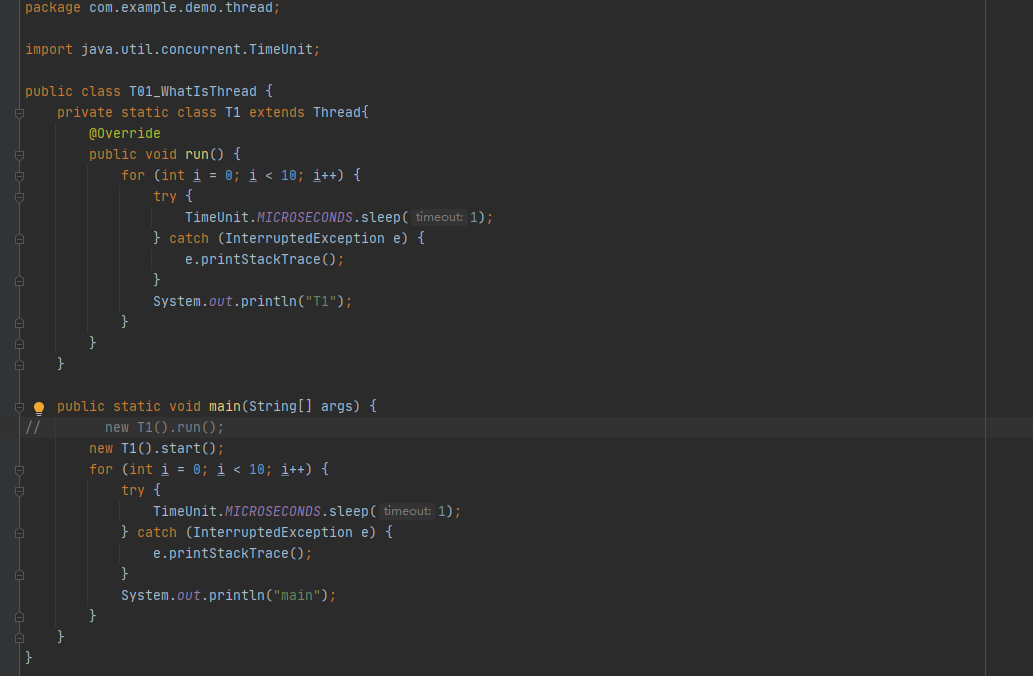 package com.example.demo.thread;
import java.util.concurrent.TimeUnit;
public class T01_WhatIsThread {
    private static class T1 extends Thread{
        @Override
        public void run() {
            for (int i = 0; i < 10; i++) {
                try {
                    TimeUnit.MICROSECONDS.sleep( timeout: 1);
                } catch (InterruptedException e) {
                    e.printStackTrace();
                }
                System.out.println("T1");
            }
        }
    }
    public static void main(String[] args) {
//        new T1().run();
        new T1().start();
        for (int i = 0; i < 10; i++) {
            try {
                TimeUnit.MICROSECONDS.sleep( timeout: 1);
            } catch (InterruptedException e) {
                e.printStackTrace();
            }
            System.out.println("main");
        }
    }
}